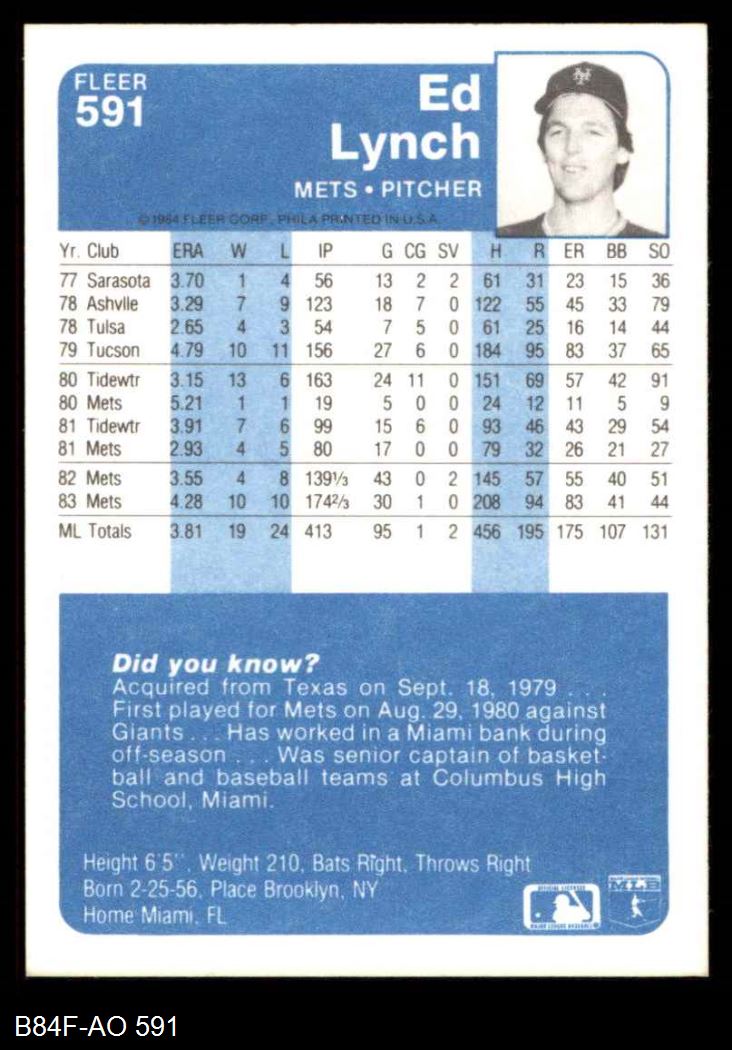 FLEER
591
Ed
Lynch
METS • PITCHER
© 1984 FLEER CORP., PHILA PRINTED IN U.S.A.
Yr. Club ERA W L IP G CG SV H R ER BB SO
77 Sarasota 3.70 1 4 56 13 2 2 61 31 23 15 36
78 Ashvlle 3.29 7 9 123 18 7 0 122 55 45 33 79
78 Tulsa 2.65 4 3 54 7 5 0 61 25 16 14 44
79 Tucson 4.79 10 11 156 27 6 0 184 95 83 37 65
80 Tidewtr 3.15 13 6 163 24 11 0 151 69 57 42 91
80 Mets 5.21 1 1 19 5 0 0 24 12 11 5 9
81 Tidewtr 3.91 7 6 99 15 6 0 93 46 43 29 54
81 Mets 2.93 4 5 80 17 0 0 79 32 26 21 27
82 Mets 3.55 4 8 139⅓ 43 0 2 145 57 55 40 51
83 Mets 4.28 10 10 174⅔ 30 1 0 208 94 83 41 44
ML Totals 3.81 19 24 413 95 1 2 456 195 175 107 131
Did you know?
Acquired from Texas on Sept. 18, 1979 . . .
First played for Mets on Aug. 29, 1980 against
Giants . . . Has worked in a Miami bank during
off-season . . . Was senior captain of basket-
ball and baseball teams at Columbus High
School, Miami.
Height 6'5'', Weight 210, Bats Right, Throws Right
Born 2-25-56, Place Brooklyn, NY
Home Miami, FL
MLB
B84F-AO 591